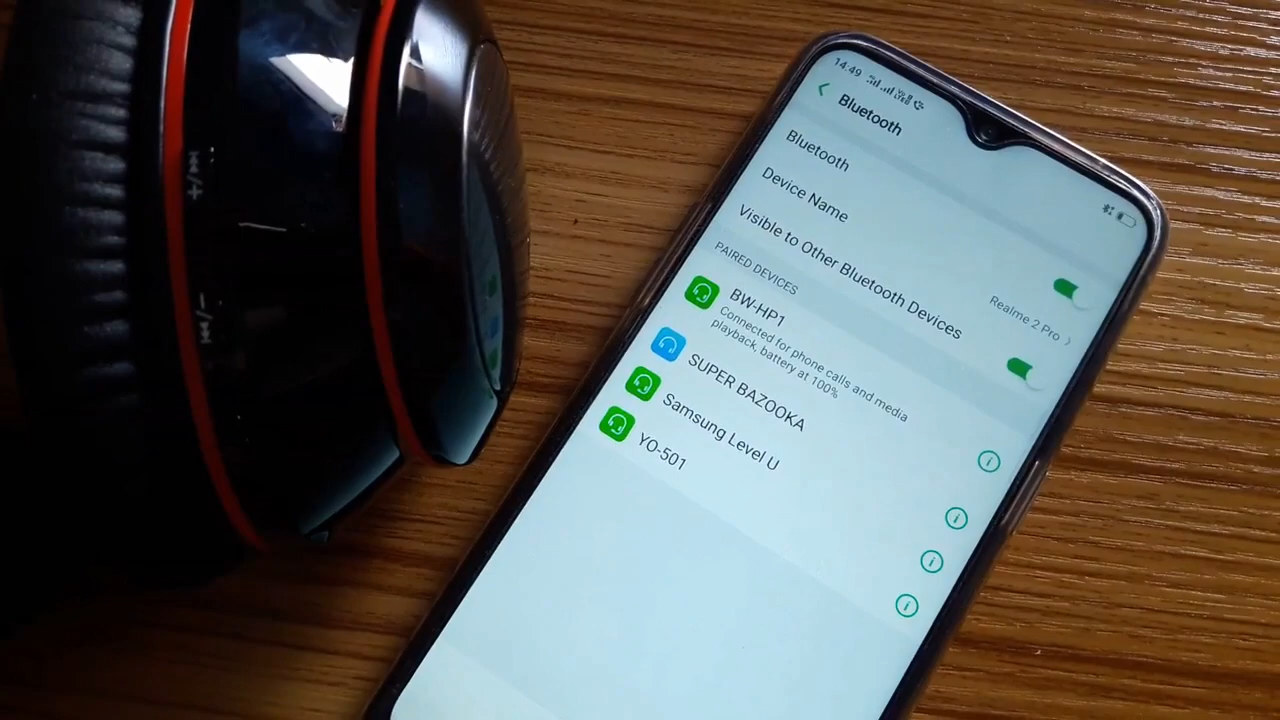 14.49
Bluetooth
Bluetooth
Device Name
Realme 2 Pro
Visible to Other Bluetooth Devices
PAIRED DEVICES
BW-HP1
Connected for phone calls and media
playback, battery at 100%
SUPER BAZOOKA
Samsung Level U
YO-501